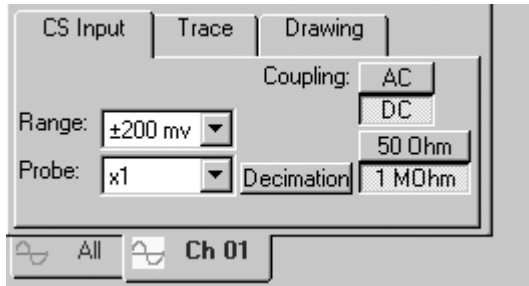 CS Input Trace Drawing
Coupling: AC
DC
Range: ±200 mv
50 Ohm
Probe: x1 Decimation 1 MOhm
All Ch 01